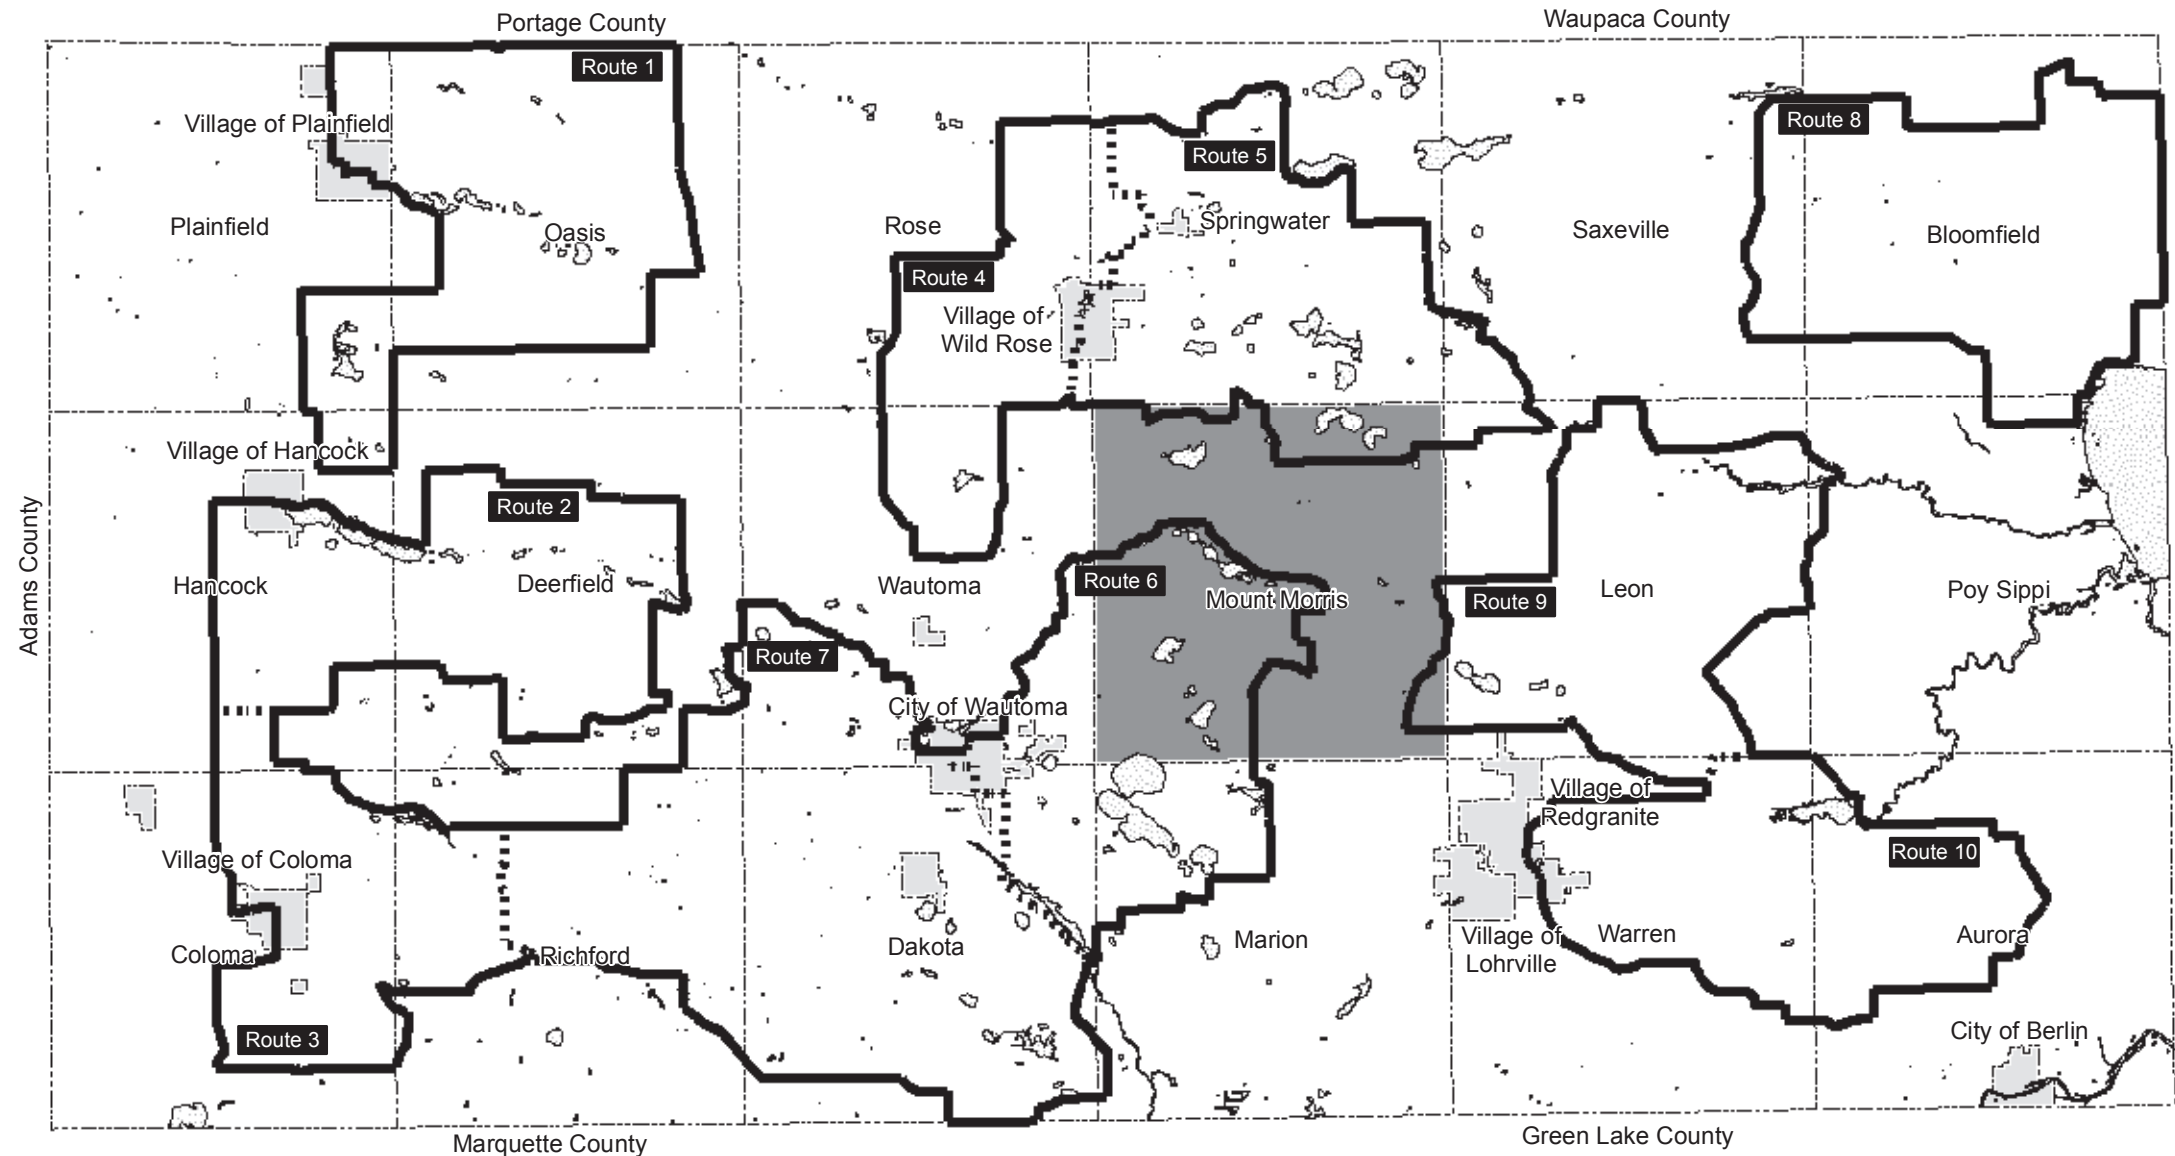 Portage County
Waupaca County
Route 1
Route 8
Village of Plainfield
Route 5
Plainfield
Oasis
Rose
Springwater
Saxeville
Bloomfield
Route 4
Village of
Wild Rose
Village of Hancock
Route 2
Adams County
Hancock
Deerfield
Wautoma
Route 6
Mount Morris
Route 9
Leon
Poy Sippi
Route 7
City of Wautoma
Village of
Redgranite
Village of Coloma
Route 10
Coloma
Richford
Dakota
Marion
Village of
Lohrville
Warren
Aurora
Route 3
City of Berlin
Marquette County
Green Lake County